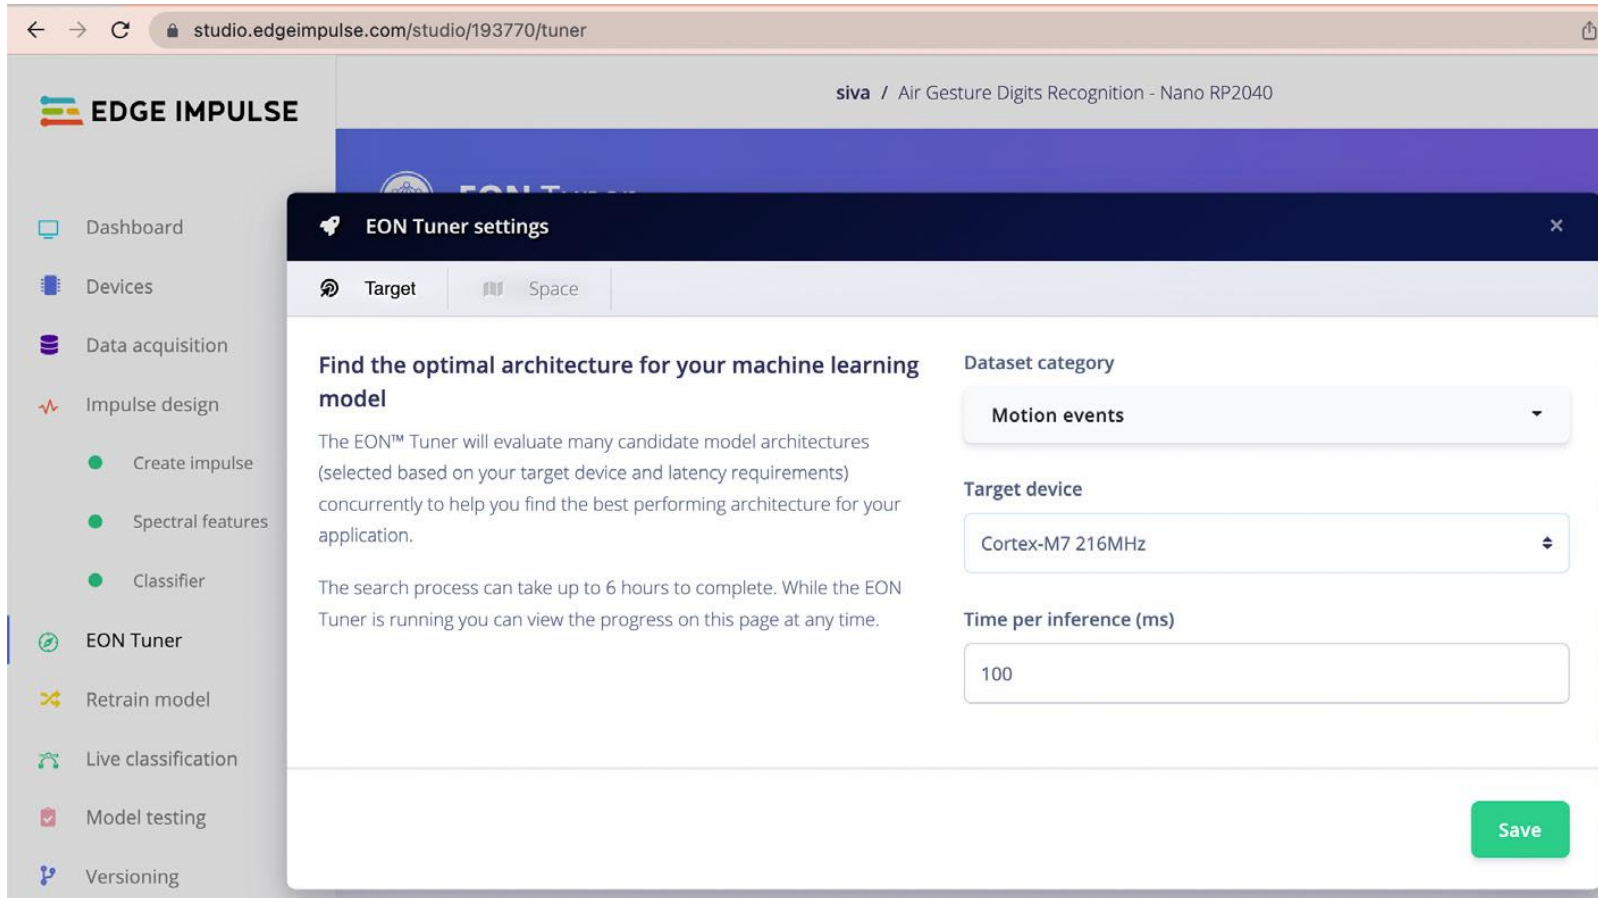 studio.edgeimpulse.com/studio/193770/tuner
EDGE IMPULSE
siva / Air Gesture Digits Recognition - Nano RP2040
EON Tuner
Dashboard
Devices
Data acquisition
Impulse design
Create impulse
Spectral features
Classifier
EON Tuner
Retrain model
Live classification
Model testing
Versioning
EON Tuner settings
Target
Space
Find the optimal architecture for your machine learning
model
The EON™ Tuner will evaluate many candidate model architectures
(selected based on your target device and latency requirements)
concurrently to help you find the best performing architecture for your
application.
The search process can take up to 6 hours to complete. While the EON
Tuner is running you can view the progress on this page at any time.
Dataset category
Motion events
Target device
Cortex-M7 216MHz
Time per inference (ms)
100
Save